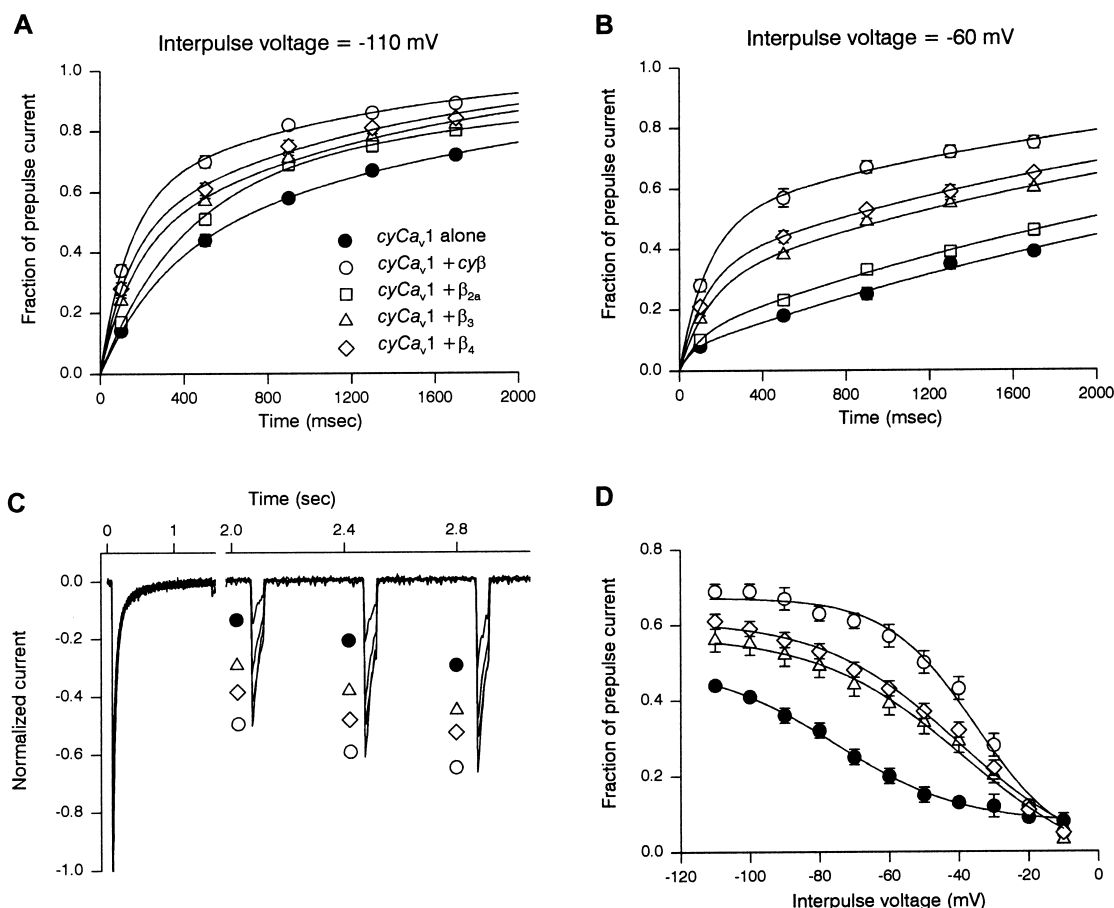 A
Interpulse voltage = -110 mV
Fraction of prepulse current
1.0
0.8
0.6
0.4
0.2
0.0
0
400
800
1200
1600
2000
Time (msec)
cyCav1 alone
cyCav1 + cyβ
cyCav1 + β2a
cyCav1 + β3
cyCav1 + β4
B
Interpulse voltage = -60 mV
Fraction of prepulse current
1.0
0.8
0.6
0.4
0.2
0.0
0
400
800
1200
1600
2000
Time (msec)
C
Time (sec)
0
1
2.0
2.4
2.8
Normalized current
0.0
-0.2
-0.4
-0.6
-0.8
-1.0
D
Fraction of prepulse current
0.8
0.6
0.4
0.2
0.0
-120
-100
-80
-60
-40
-20
0
Interpulse voltage (mV)